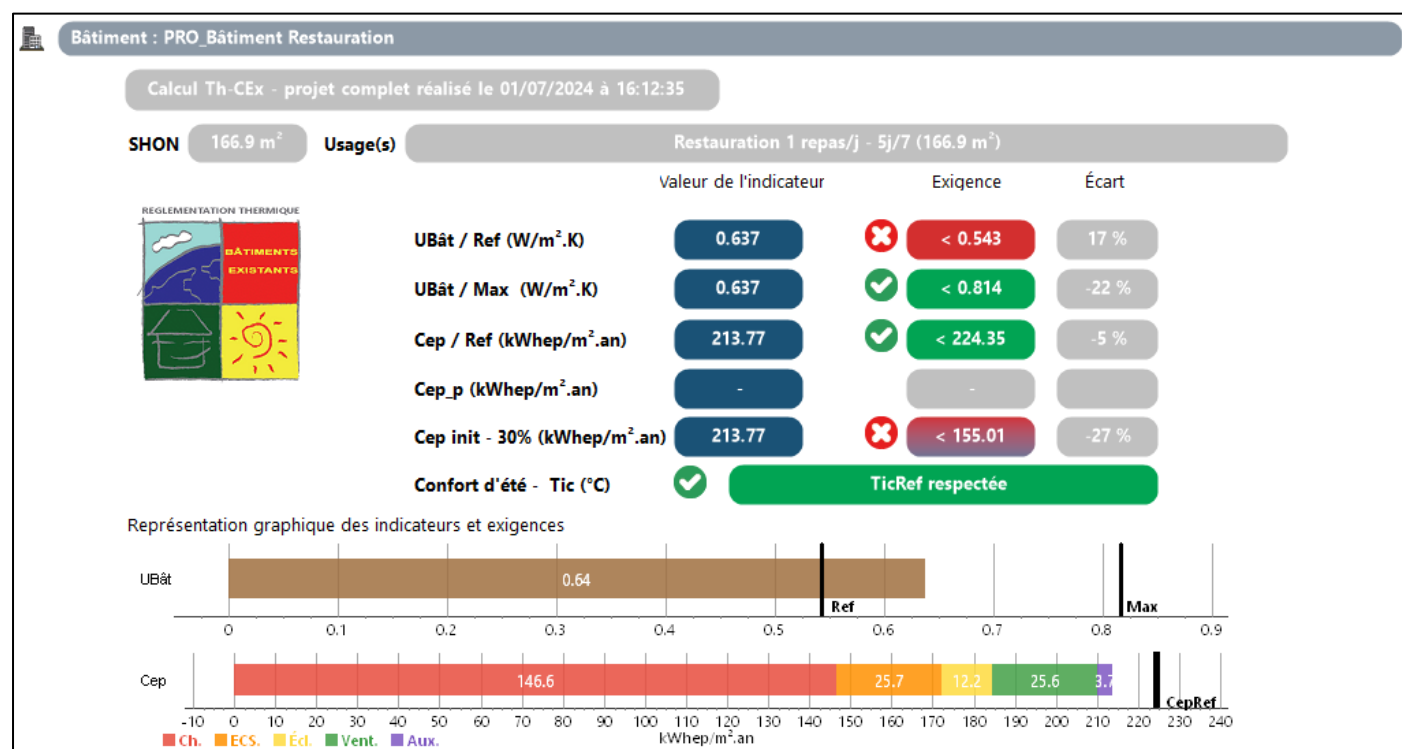 Bâtiment : PRO_Bâtiment Restauration
Calcul Th-CEx - projet complet réalisé le 01/07/2024 à 16:12:35
SHON 166.9 m² Usage(s) Restauration 1 repas/j - 5j/7 (166.9 m²)
Valeur de l'indicateur Exigence Écart
REGLEMENTATION THERMIQUE
BÂTIMENTS
EXISTANTS
UBât / Ref (W/m².K) 0.637 < 0.543 17 %
UBât / Max (W/m².K) 0.637 < 0.814 -22 %
Cep / Ref (kWhep/m².an) 213.77 < 224.35 -5 %
Cep_p (kWhep/m².an) - -
Cep init - 30% (kWhep/m².an) 213.77 < 155.01 -27 %
Confort d'été - Tic (°C) TicRef respectée
Représentation graphique des indicateurs et exigences
UBât 0.64
Ref Max
0 0.1 0.2 0.3 0.4 0.5 0.6 0.7 0.8 0.9
Cep 146.6 25.7 12.2 25.6 3.7
CepRef
-10 0 10 20 30 40 50 60 70 80 90 100 110 120 130 140 150 160 170 180 190 200 210 220 230 240
Ch. ECS. Écl. Vent. Aux. kWhep/m².an